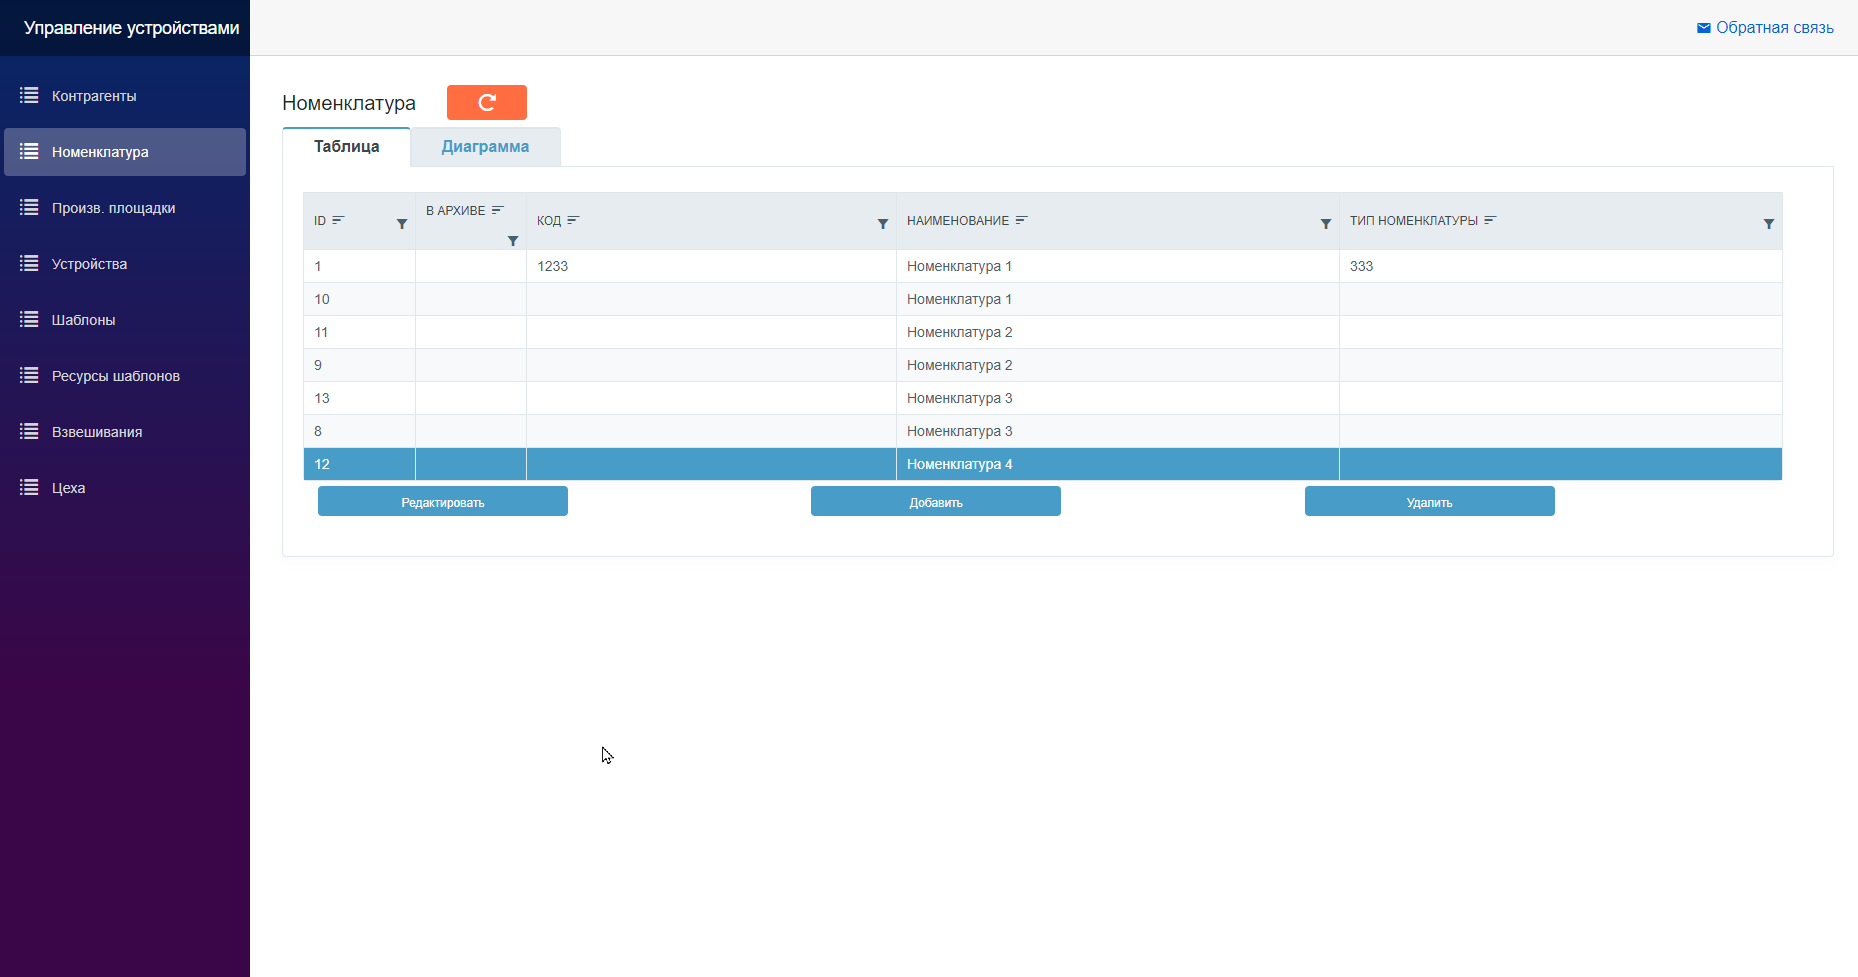 Управление устройствами
Обратная связь
Контрагенты
Номенклатура
Произв. площадки
Устройства
Шаблоны
Ресурсы шаблонов
Взвешивания
Цеха
Номенклатура
Таблица Диаграмма
ID В АРХИВЕ КОД НАИМЕНОВАНИЕ ТИП НОМЕНКЛАТУРЫ
1 1233 Номенклатура 1 333
10 Номенклатура 1
11 Номенклатура 2
9 Номенклатура 2
13 Номенклатура 3
8 Номенклатура 3
12 Номенклатура 4
Редактировать Добавить Удалить